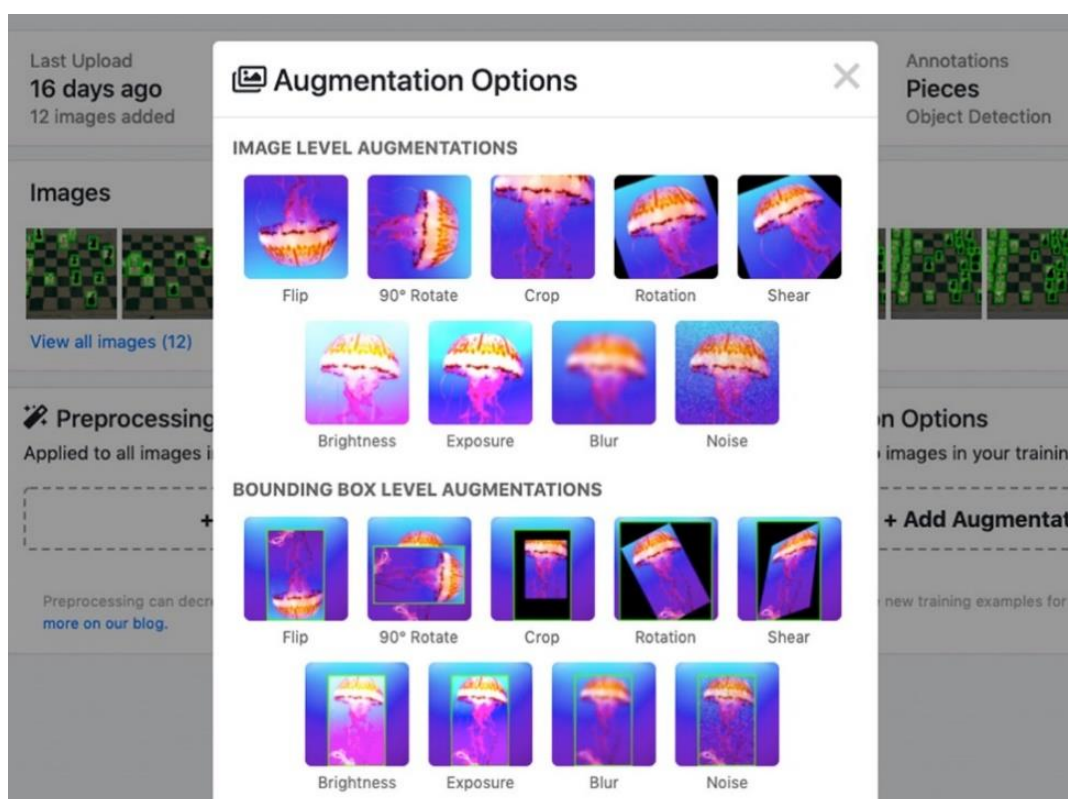 Last Upload
16 days ago
12 images added
Augmentation Options
Annotations
Pieces
Object Detection
Images
View all images (12)
IMAGE LEVEL AUGMENTATIONS
Flip 90° Rotate Crop Rotation Shear
Brightness Exposure Blur Noise
Preprocessing
Applied to all images i
+
n Options
images in your trainin
+ Add Augmentat
BOUNDING BOX LEVEL AUGMENTATIONS
Flip 90° Rotate Crop Rotation Shear
Brightness Exposure Blur Noise
Preprocessing can decr
more on our blog.
new training examples for